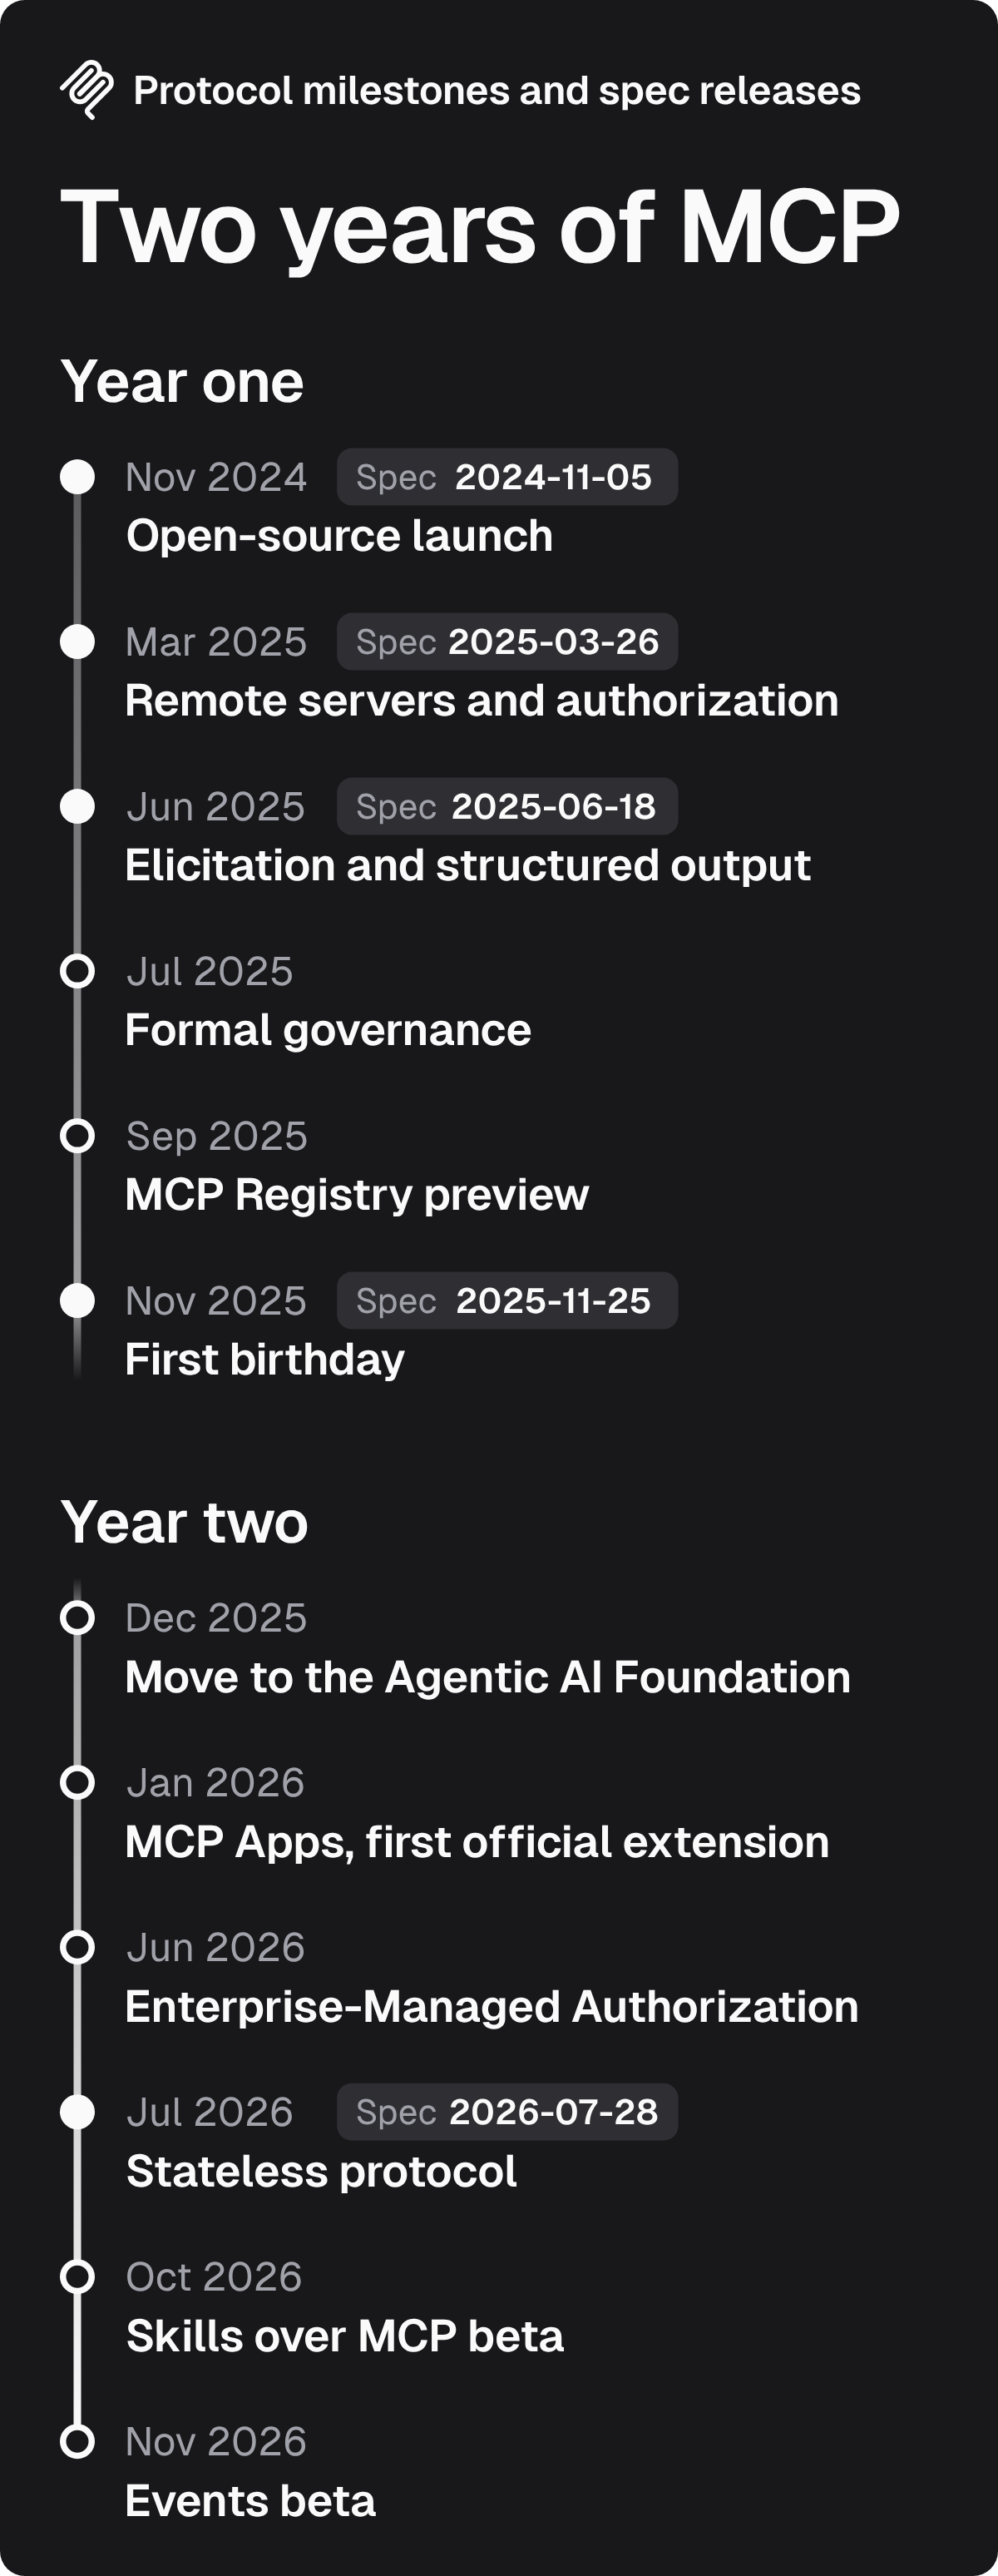 Protocol milestones and spec releases
Two years of MCP
Year one
Nov 2024 Spec 2024-11-05
Open-source launch
Mar 2025 Spec 2025-03-26
Remote servers and authorization
Jun 2025 Spec 2025-06-18
Elicitation and structured output
Jul 2025
Formal governance
Sep 2025
MCP Registry preview
Nov 2025 Spec 2025-11-25
First birthday
Year two
Dec 2025
Move to the Agentic AI Foundation
Jan 2026
MCP Apps, first official extension
Jun 2026
Enterprise-Managed Authorization
Jul 2026 Spec 2026-07-28
Stateless protocol
Oct 2026
Skills over MCP beta
Nov 2026
Events beta